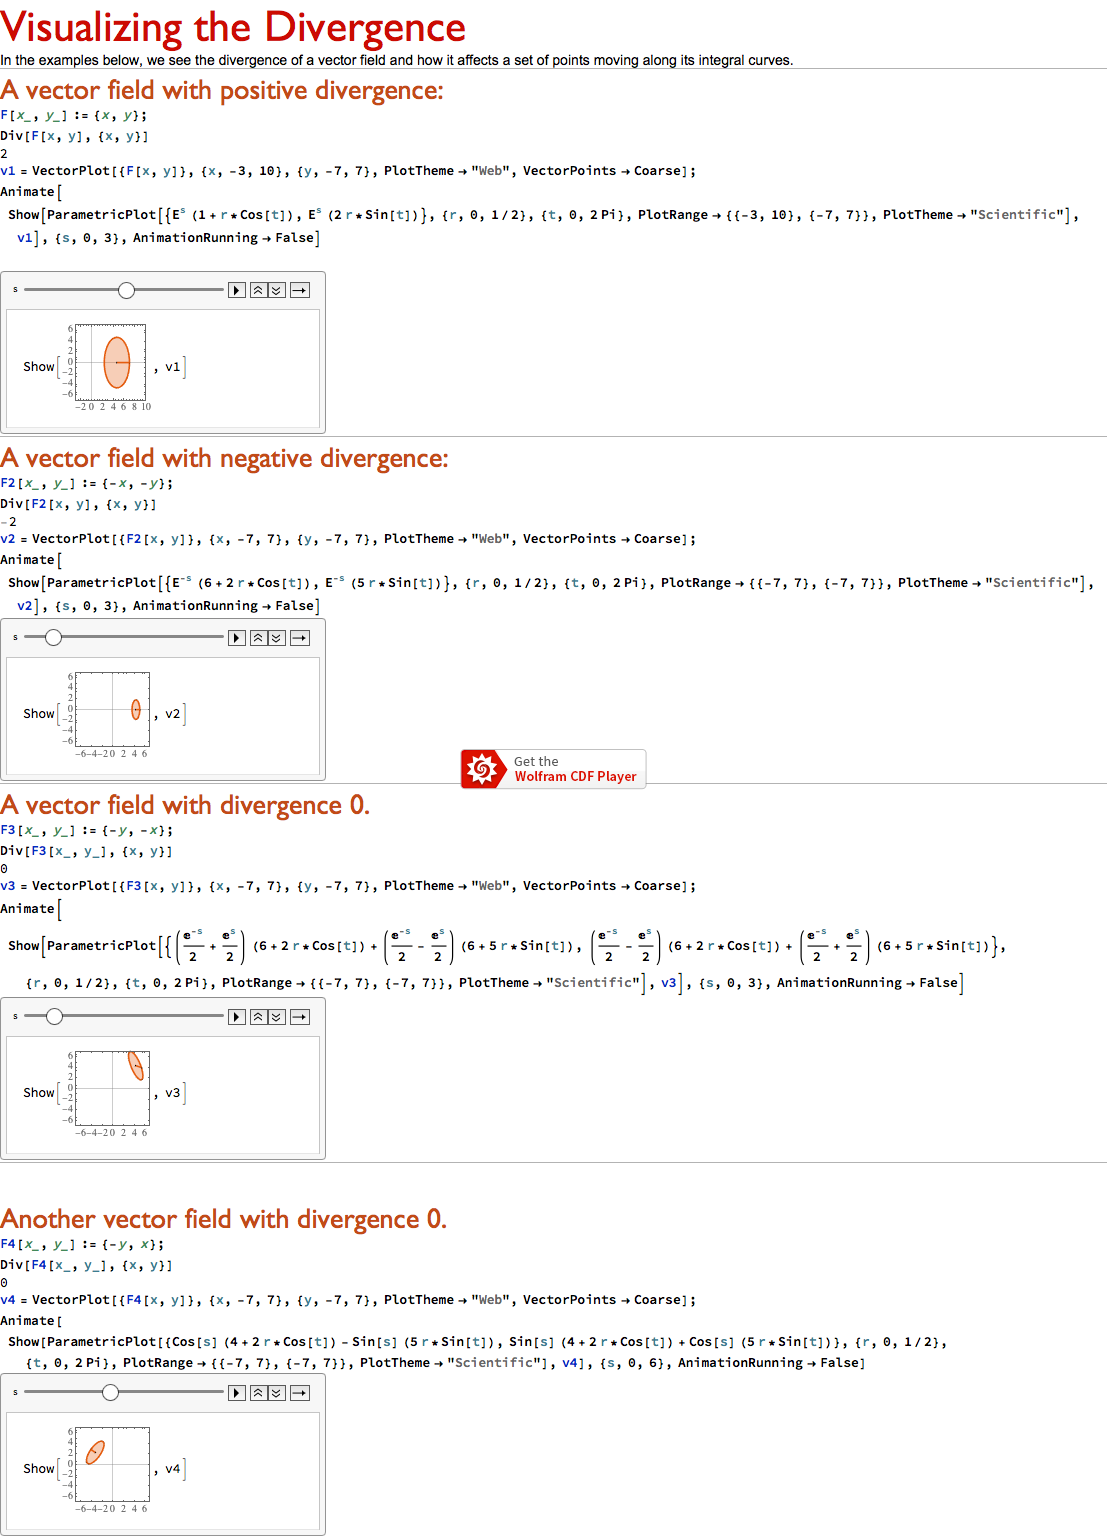 Visualizing the Divergence
In the examples below, we see the divergence of a vector field and how it affects a set of points moving along its integral curves.
A vector field with positive divergence:
F[x_, y_] := {x, y};
Div[F[x, y], {x, y}]
2
v1 = VectorPlot[{F[x, y]}, {x, -3, 10}, {y, -7, 7}, PlotTheme → "Web", VectorPoints → Coarse];
Animate[
Show[ParametricPlot[{E^s (1 + r * Cos[t]), E^s (2 r * Sin[t])}, {r, 0, 1/2}, {t, 0, 2 Pi}, PlotRange → {{-3, 10}, {-7, 7}}, PlotTheme → "Scientific"],
v1], {s, 0, 3}, AnimationRunning → False]
s
6
4
2
0
-2
-4
-6
Show[ , v1]
-2 0 2 4 6 8 10
A vector field with negative divergence:
F2[x_, y_] := {-x, -y};
Div[F2[x, y], {x, y}]
-2
v2 = VectorPlot[{F2[x, y]}, {x, -7, 7}, {y, -7, 7}, PlotTheme → "Web", VectorPoints → Coarse];
Animate[
Show[ParametricPlot[{E^-s (6 + 2 r * Cos[t]), E^-s (5 r * Sin[t])}, {r, 0, 1/2}, {t, 0, 2 Pi}, PlotRange → {{-7, 7}, {-7, 7}}, PlotTheme → "Scientific"],
v2], {s, 0, 3}, AnimationRunning → False]
s
6
4
2
0
-2
-4
-6
Show[ , v2]
-6 -4 -2 0 2 4 6
Get the
Wolfram CDF Player
A vector field with divergence 0.
F3[x_, y_] := {-y, -x};
Div[F3[x_, y_], {x, y}]
0
v3 = VectorPlot[{F3[x, y]}, {x, -7, 7}, {y, -7, 7}, PlotTheme → "Web", VectorPoints → Coarse];
Animate[
Show[ParametricPlot[{(e^-s/2 + e^s/2) (6 + 2 r * Cos[t]) + (e^-s/2 - e^s/2) (6 + 5 r * Sin[t]), (e^-s/2 - e^s/2) (6 + 2 r * Cos[t]) + (e^-s/2 + e^s/2) (6 + 5 r * Sin[t])},
{r, 0, 1/2}, {t, 0, 2 Pi}, PlotRange → {{-7, 7}, {-7, 7}}, PlotTheme → "Scientific"], v3], {s, 0, 3}, AnimationRunning → False]
s
6
4
2
0
-2
-4
-6
Show[ , v3]
-6 -4 -2 0 2 4 6
Another vector field with divergence 0.
F4[x_, y_] := {-y, x};
Div[F4[x_, y_], {x, y}]
0
v4 = VectorPlot[{F4[x, y]}, {x, -7, 7}, {y, -7, 7}, PlotTheme → "Web", VectorPoints → Coarse];
Animate[
Show[ParametricPlot[{Cos[s] (4 + 2 r * Cos[t]) - Sin[s] (5 r * Sin[t]), Sin[s] (4 + 2 r * Cos[t]) + Cos[s] (5 r * Sin[t])}, {r, 0, 1/2},
{t, 0, 2 Pi}, PlotRange → {{-7, 7}, {-7, 7}}, PlotTheme → "Scientific"], v4], {s, 0, 6}, AnimationRunning → False]
s
6
4
2
0
-2
-4
-6
Show[ , v4]
-6 -4 -2 0 2 4 6